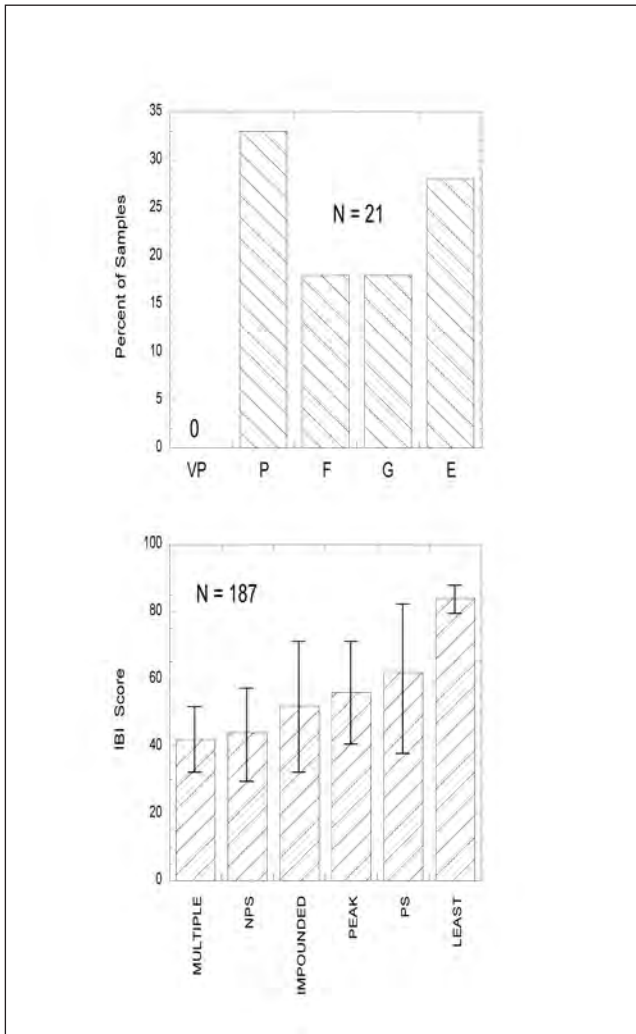 35
30
25
20
15
10
5
0
Percent of Samples
N = 21
0
VP P F G E
100
80
60
40
20
0
IBI Score
N = 187
MULTIPLE
NPS
IMPOUNDED
PEAK
PS
LEAST